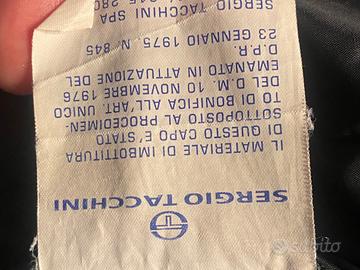 SERGIO TACCHINI
IL MATERIALE DI IMBOTTITURA
DI QUESTO CAPO E' STATO
SOTTOPOSTO AL PROCEDIMEN-
TO DI BONIFICA ALL'ART. UNICO
DEL D.M. 10 NOVEMBRE 1976
EMANATO IN ATTUAZIONE DEL
D.P.R.
23 GENNAIO 1975, N. 845
SERGIO TACCHINI SPA
subito